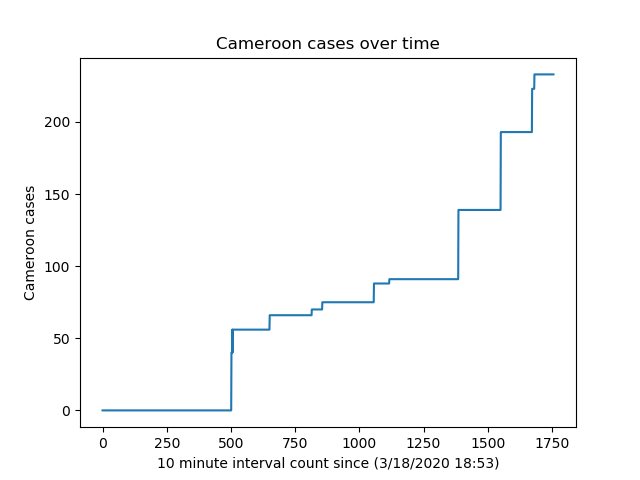 Cameroon cases over time
200
150
100
50
0
Cameroon cases
0 250 500 750 1000 1250 1500 1750
10 minute interval count since (3/18/2020 18:53)